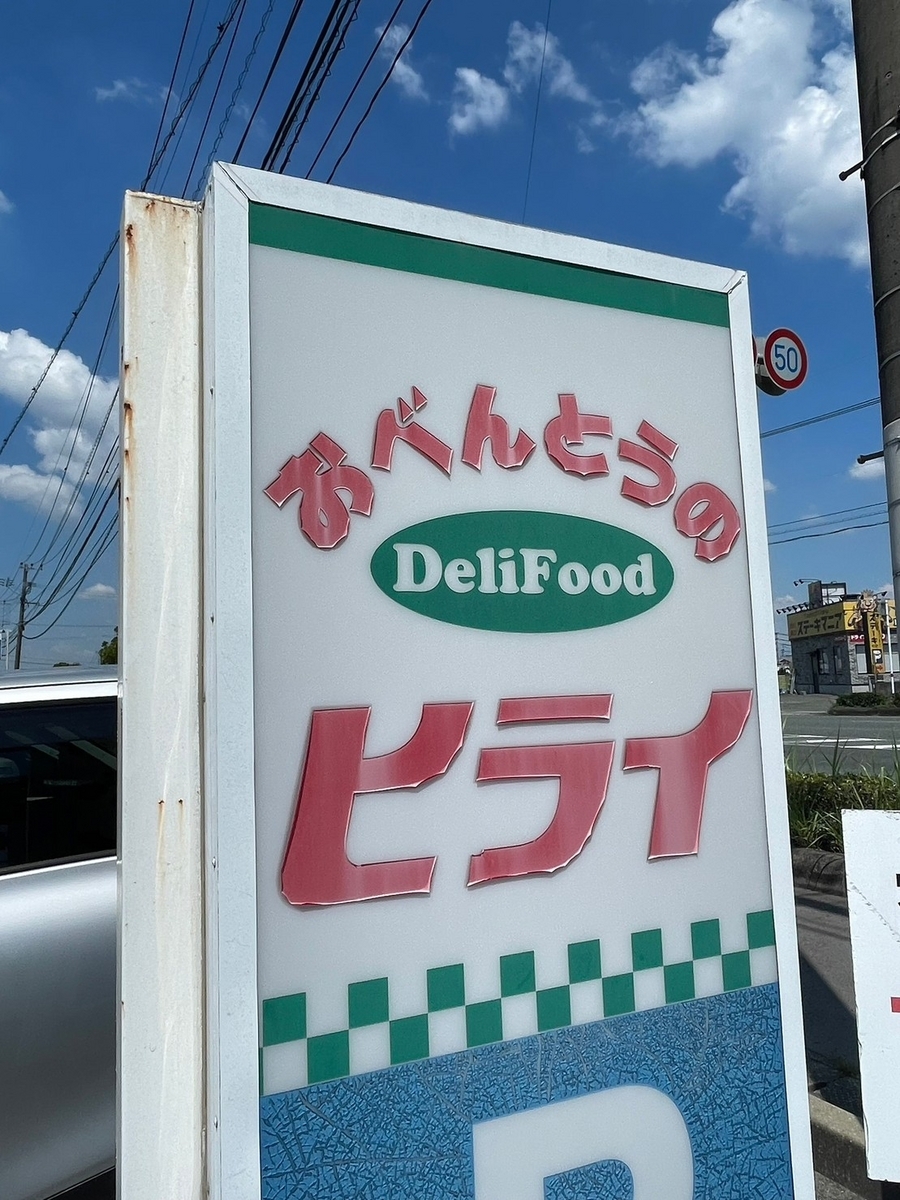 おべんとうの
DeliFood
ヒライ
P
50
ステーキマニア